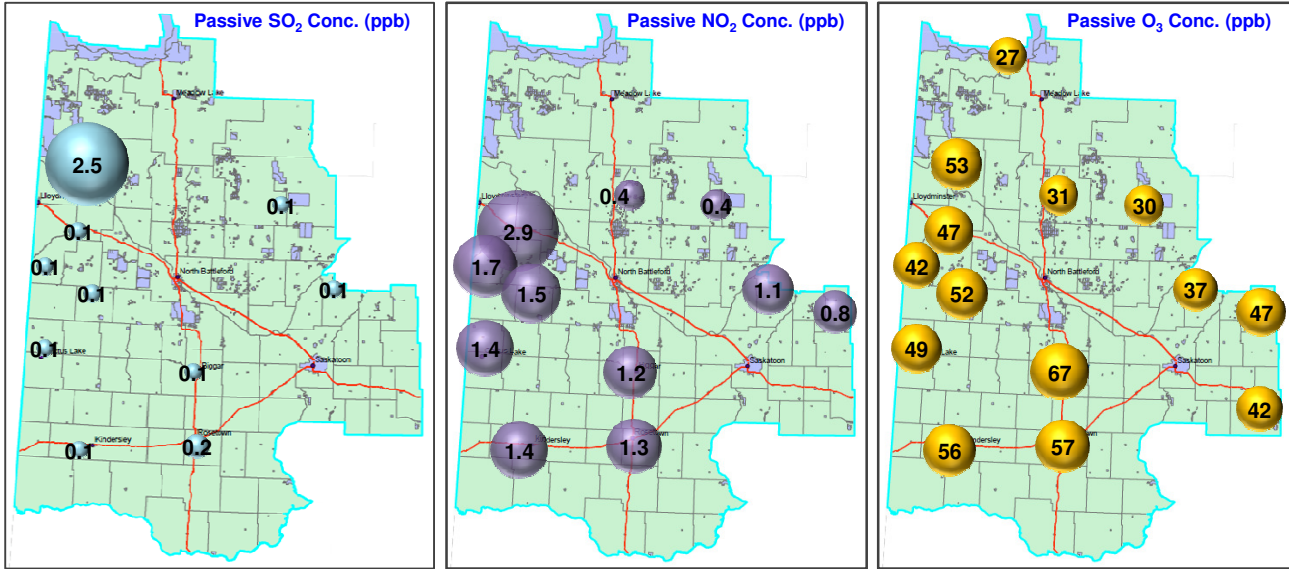 Passive SO2 Conc. (ppb)
Meadow Lake
2.5
0.1
0.1
0.1
North Battleford
0.1
0.1
0.1
Saskatoon
0.1
Biggar
Rosetown
Kindersley
0.2
0.1
Passive NO2 Conc. (ppb)
Meadow Lake
0.4
0.4
2.9
1.7
North Battleford
1.5
1.1
0.8
1.4
Saskatoon
1.2
Kindersley
1.3
1.4
Passive O3 Conc. (ppb)
27
Meadow Lake
53
31
30
Lloydminster
47
42
North Battleford
52
37
47
49
Lake
Saskatoon
67
42
56
57